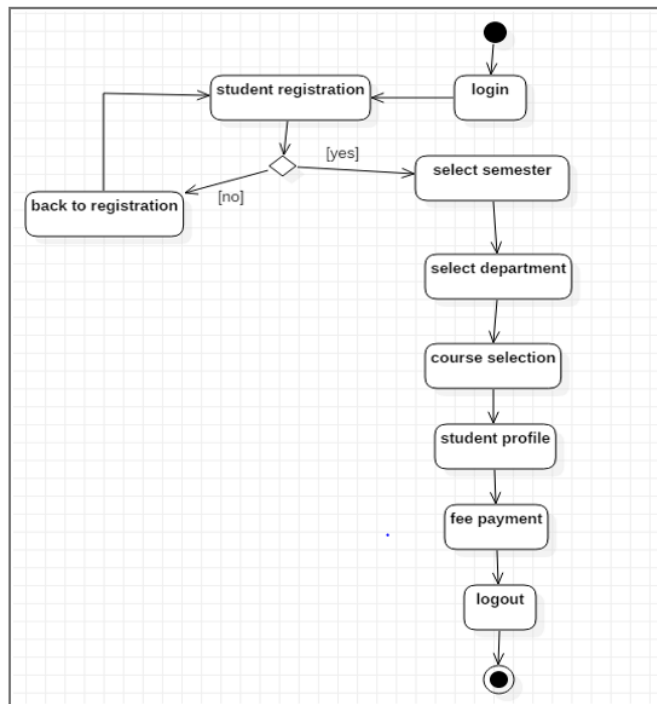 login
student registration
[yes]
select semester
[no]
back to registration
select department
course selection
student profile
fee payment
logout